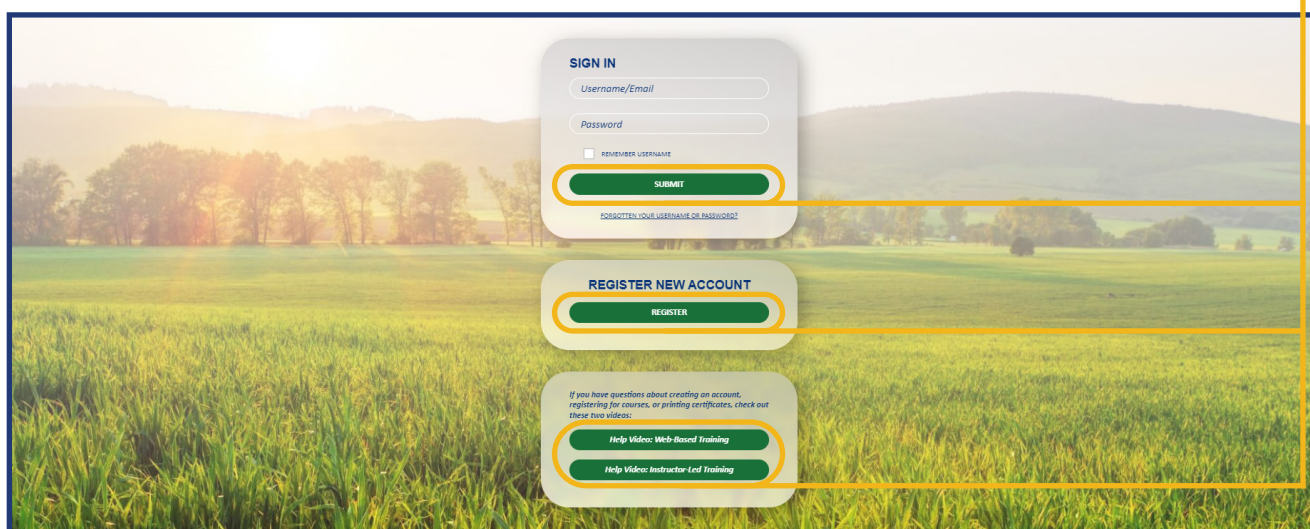 SIGN IN
Username/Email
Password
REMEMBER USERNAME
SUBMIT
FORGOTTEN YOUR USERNAME OR PASSWORD?
REGISTER NEW ACCOUNT
REGISTER
If you have questions about creating an account,
registering for courses, or printing certificates, check out
these two videos:
Help Video: Web-Based Training
Help Video: Instructor-Led Training